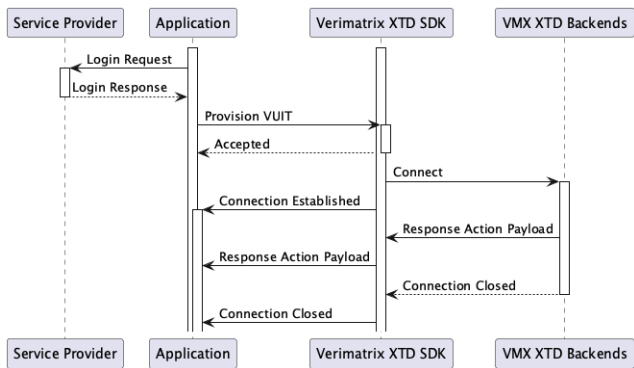 Service Provider
Application
Verimatrix XTD SDK
VMX XTD Backends
Login Request
Login Response
Provision VUIT
Accepted
Connect
Connection Established
Response Action Payload
Response Action Payload
Connection Closed
Connection Closed
Service Provider
Application
Verimatrix XTD SDK
VMX XTD Backends